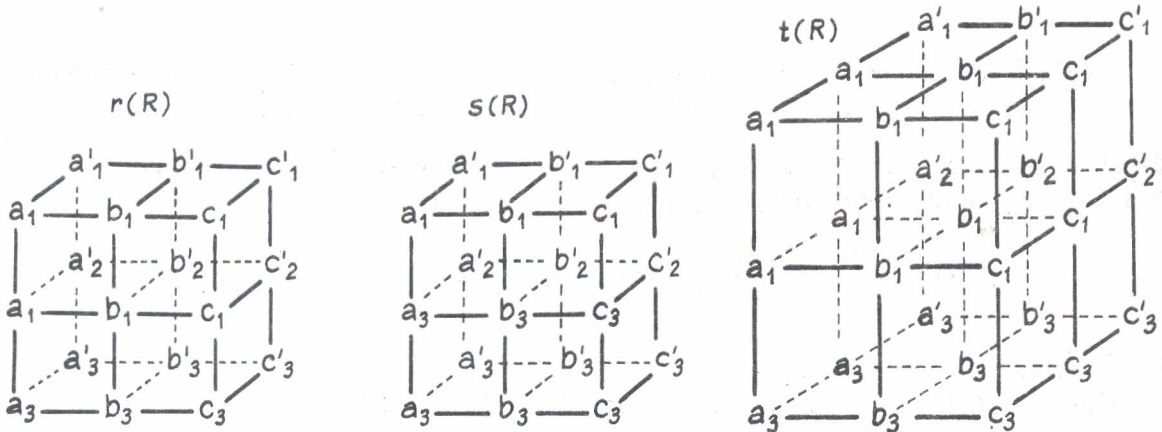 r(R)
a'₁ b'₁ c'₁
a₁ b₁ c₁
a'₂ b'₂ c'₂
a₁ b₁ c₁
a'₃ b'₃ c'₃
a₃ b₃ c₃
s(R)
a'₁ b'₁ c'₁
a₁ b₁ c₁
a'₂ b'₂ c'₂
a₃ b₃ c₃
a'₃ b'₃ c'₃
a₃ b₃ c₃
t(R)
a'₁ b'₁ c'₁
a₁ b₁ c₁
a₁ b₁ c₁
a'₂ b'₂ c'₂
a₁ b₁ c₁
a₁ b₁ c₁
a'₃ b'₃ c'₃
a₃ b₃ c₃
a₃ b₃ c₃